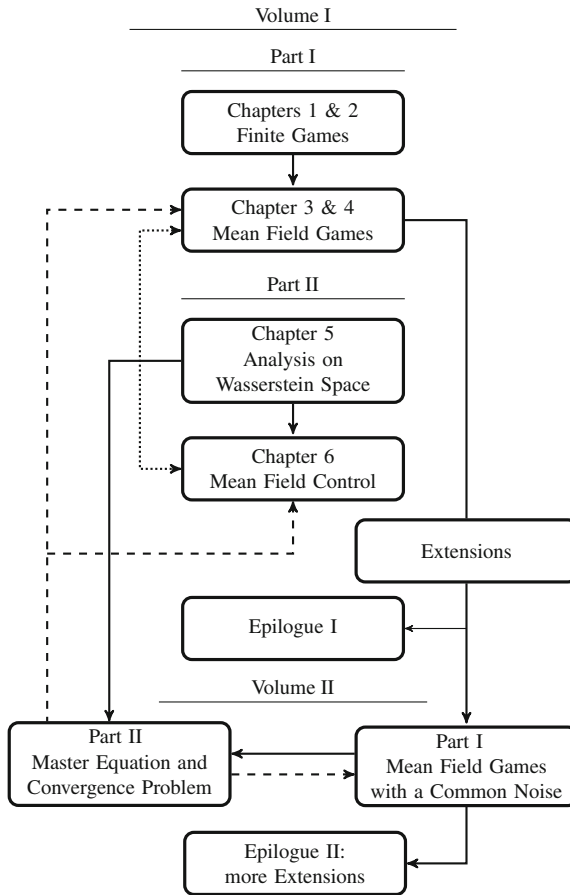 Volume I
Part I
Chapters 1 & 2
Finite Games
Chapter 3 & 4
Mean Field Games
Part II
Chapter 5
Analysis on
Wasserstein Space
Chapter 6
Mean Field Control
Extensions
Epilogue I
Volume II
Part II
Master Equation and
Convergence Problem
Part I
Mean Field Games
with a Common Noise
Epilogue II:
more Extensions